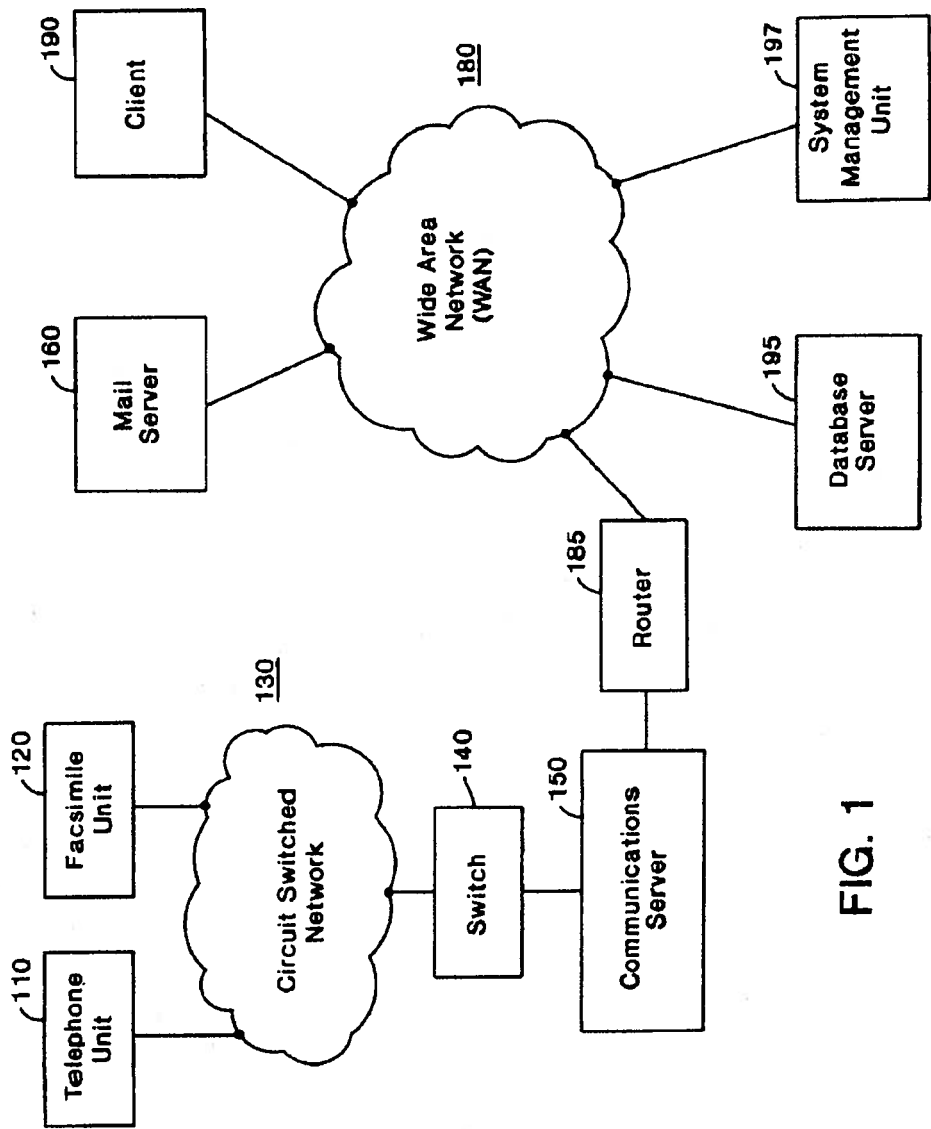 110
Telephone
Unit
120
Facsimile
Unit
130
Circuit Switched
Network
140
Switch
150
Communications
Server
185
Router
160
Mail
Server
190
Client
180
Wide Area
Network
(WAN)
195
Database
Server
197
System
Management
Unit
FIG. 1